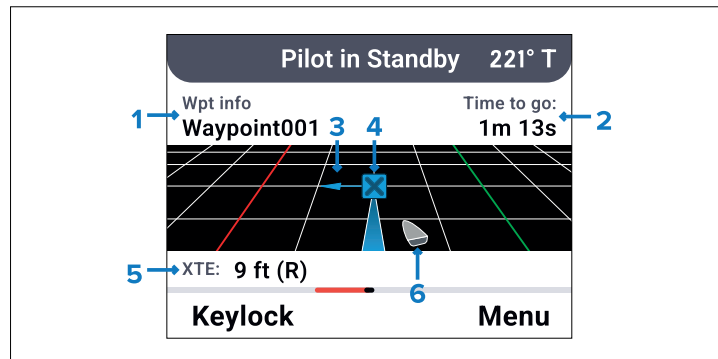 Pilot in Standby 221° T
Wpt info Time to go:
1 Waypoint001 3 4 1m 13s 2
5 XTE: 9 ft (R) 6
Keylock Menu